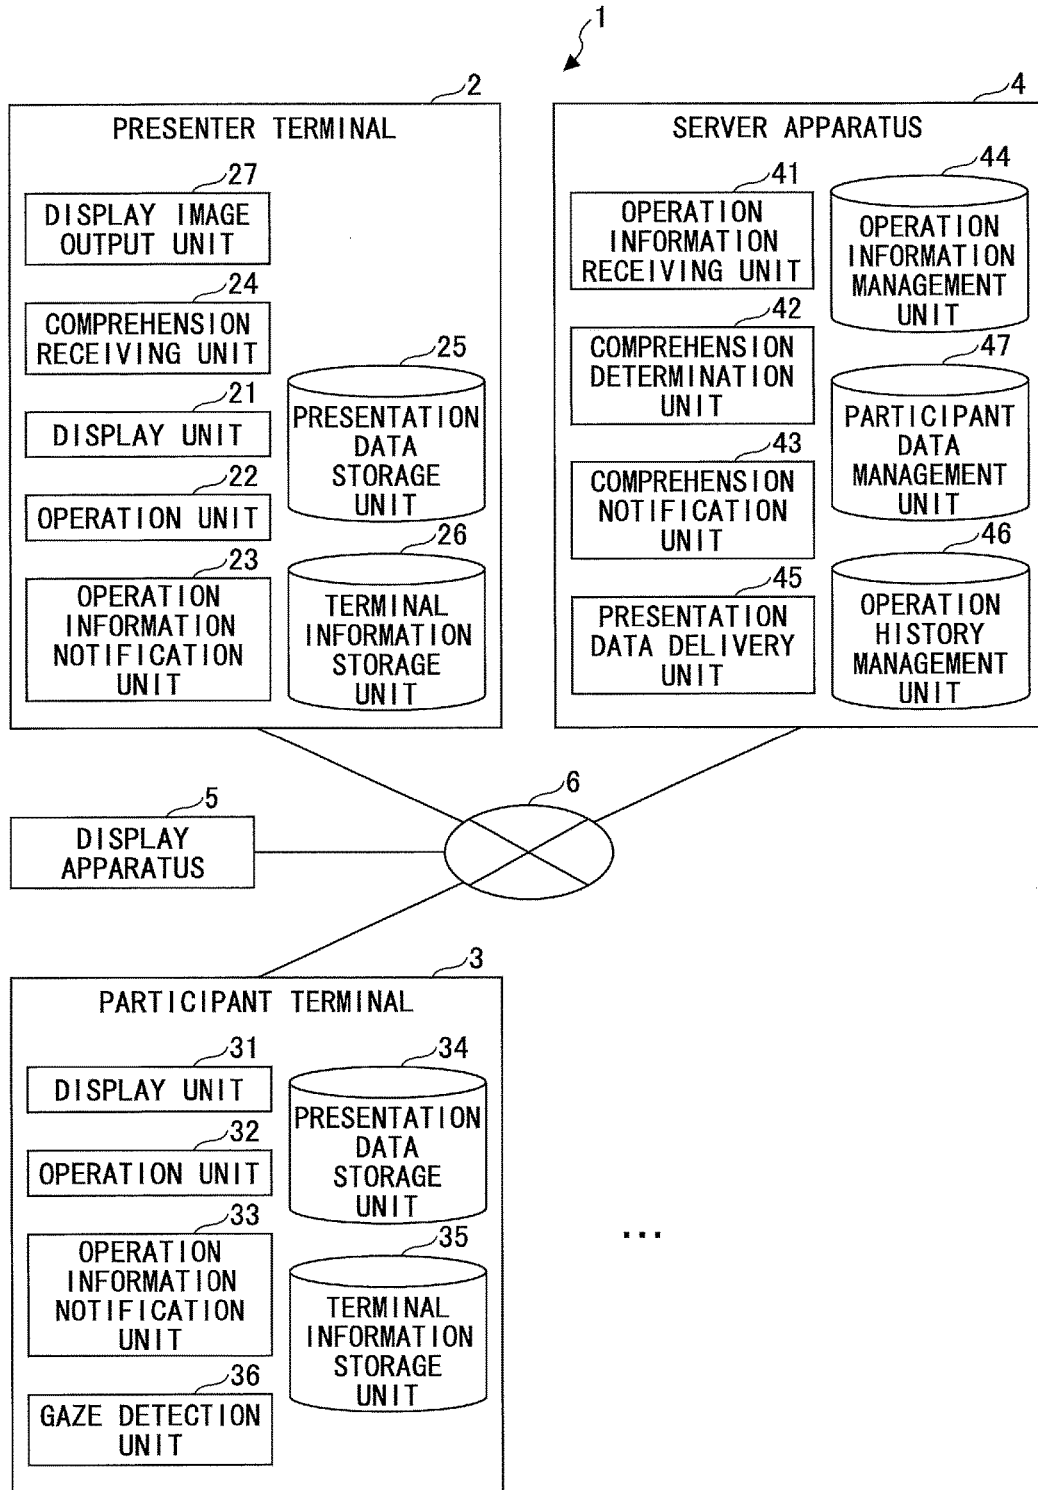 1
2
PRESENTER TERMINAL
27
DISPLAY IMAGE
OUTPUT UNIT
24
COMPREHENSION
RECEIVING UNIT
21
DISPLAY UNIT
22
OPERATION UNIT
23
OPERATION
INFORMATION
NOTIFICATION
UNIT
25
PRESENTATION
DATA
STORAGE
UNIT
26
TERMINAL
INFORMATION
STORAGE
UNIT
4
SERVER APPARATUS
41
OPERATION
INFORMATION
RECEIVING UNIT
42
COMPREHENSION
DETERMINATION
UNIT
43
COMPREHENSION
NOTIFICATION
UNIT
45
PRESENTATION
DATA DELIVERY
UNIT
44
OPERATION
INFORMATION
MANAGEMENT
UNIT
47
PARTICIPANT
DATA
MANAGEMENT
UNIT
46
OPERATION
HISTORY
MANAGEMENT
UNIT
5
DISPLAY
APPARATUS
6
3
PARTICIPANT TERMINAL
31
DISPLAY UNIT
32
OPERATION UNIT
33
OPERATION
INFORMATION
NOTIFICATION
UNIT
36
GAZE DETECTION
UNIT
34
PRESENTATION
DATA
STORAGE
UNIT
35
TERMINAL
INFORMATION
STORAGE
UNIT
...